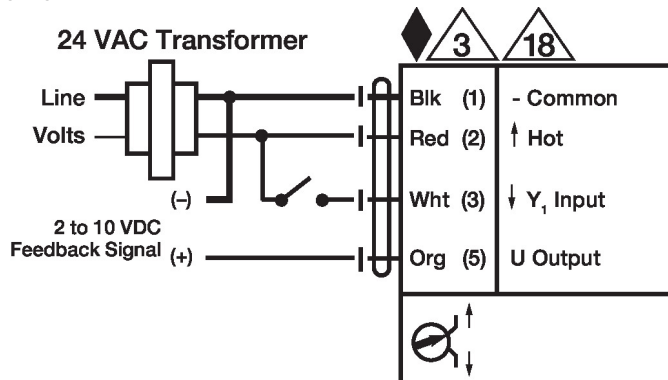 24 VAC Transformer
3
18
Line
Blk (1) - Common
Volts
Red (2) Hot
(–)
Wht (3) Y₁ Input
2 to 10 VDC
Feedback Signal (+)
Org (5) U Output